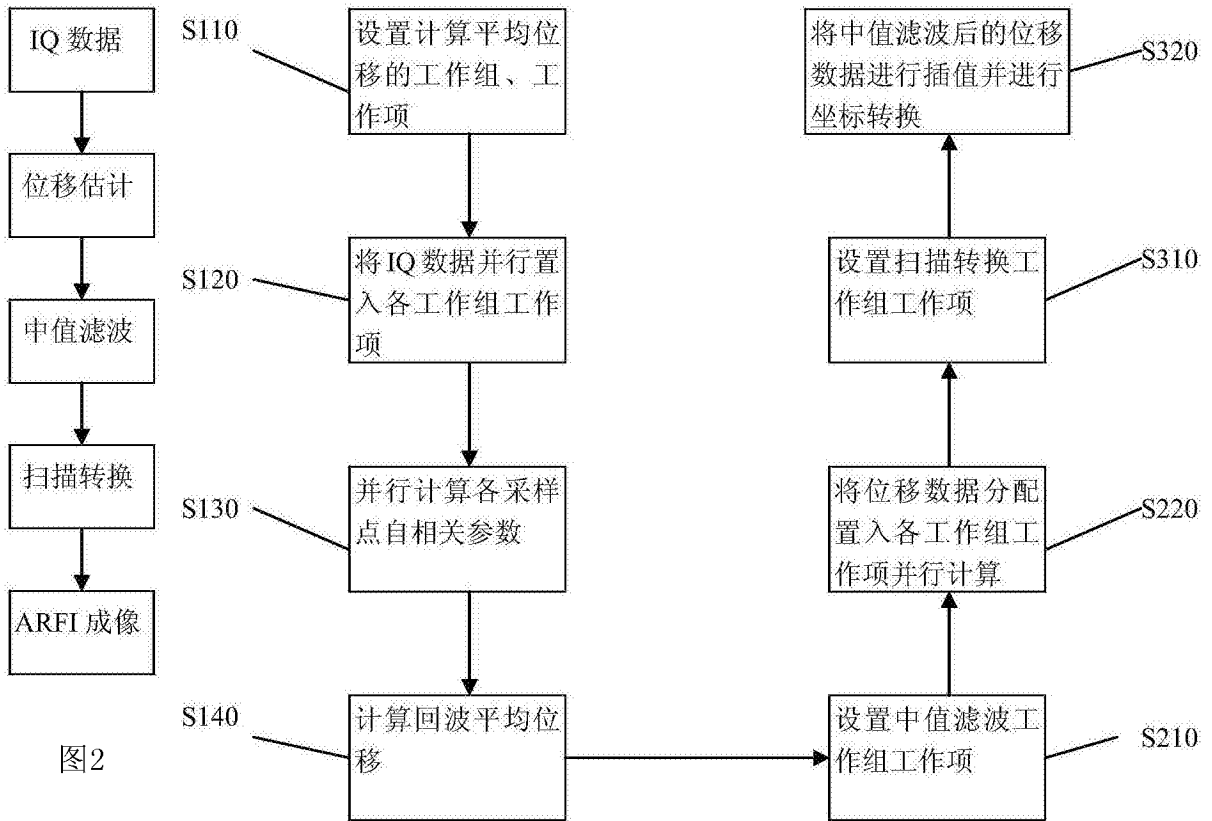 IQ 数据
位移估计
中值滤波
扫描转换
ARFI 成像
图2
S110
设置计算平均位
移的工作组、工
作项
S120
将 IQ 数据并行置
入各工作组工作
项
S130
并行计算各采样
点自相关参数
S140
计算回波平均位
移
S210
设置中值滤波工
作组工作项
S220
将位移数据分配
置入各工作组工
作项并行计算
S310
设置扫描转换工
作组工作项
S320
将中值滤波后的位移
数据进行插值并进行
坐标转换